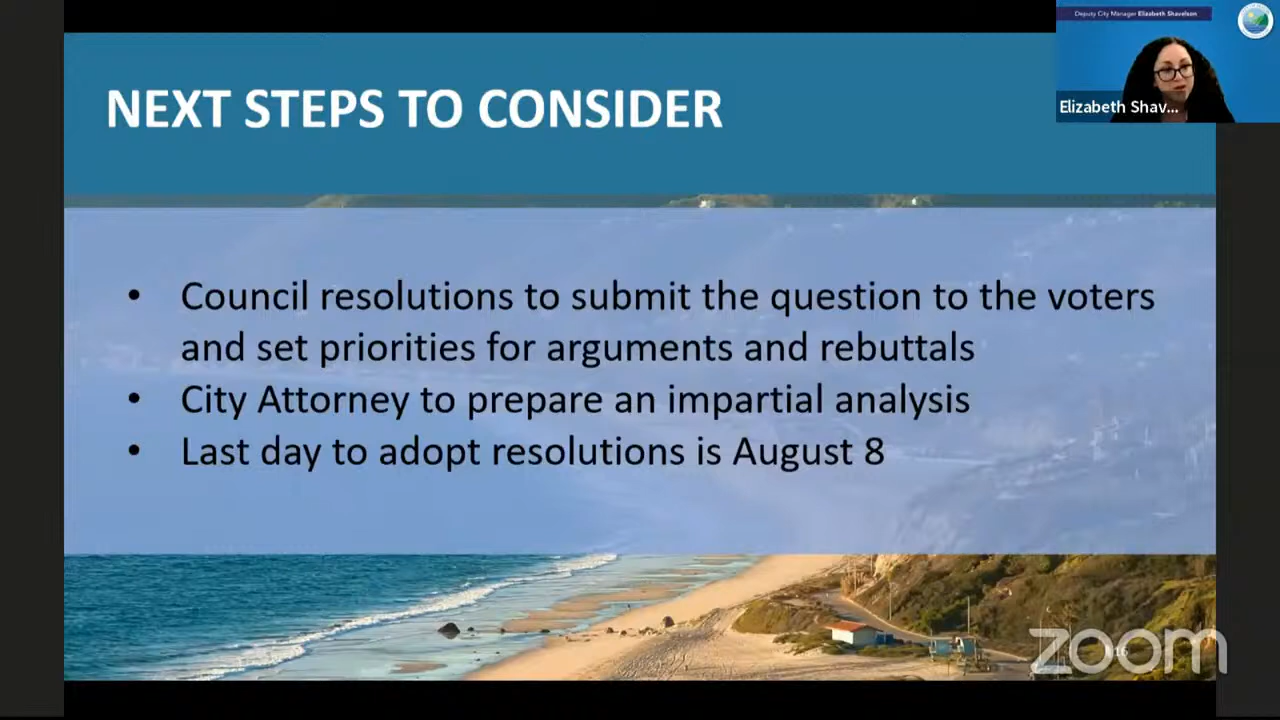 Deputy City Manager Elizabeth Shavelson
Elizabeth Shav...
NEXT STEPS TO CONSIDER
• Council resolutions to submit the question to the voters
and set priorities for arguments and rebuttals
• City Attorney to prepare an impartial analysis
• Last day to adopt resolutions is August 8
zoom